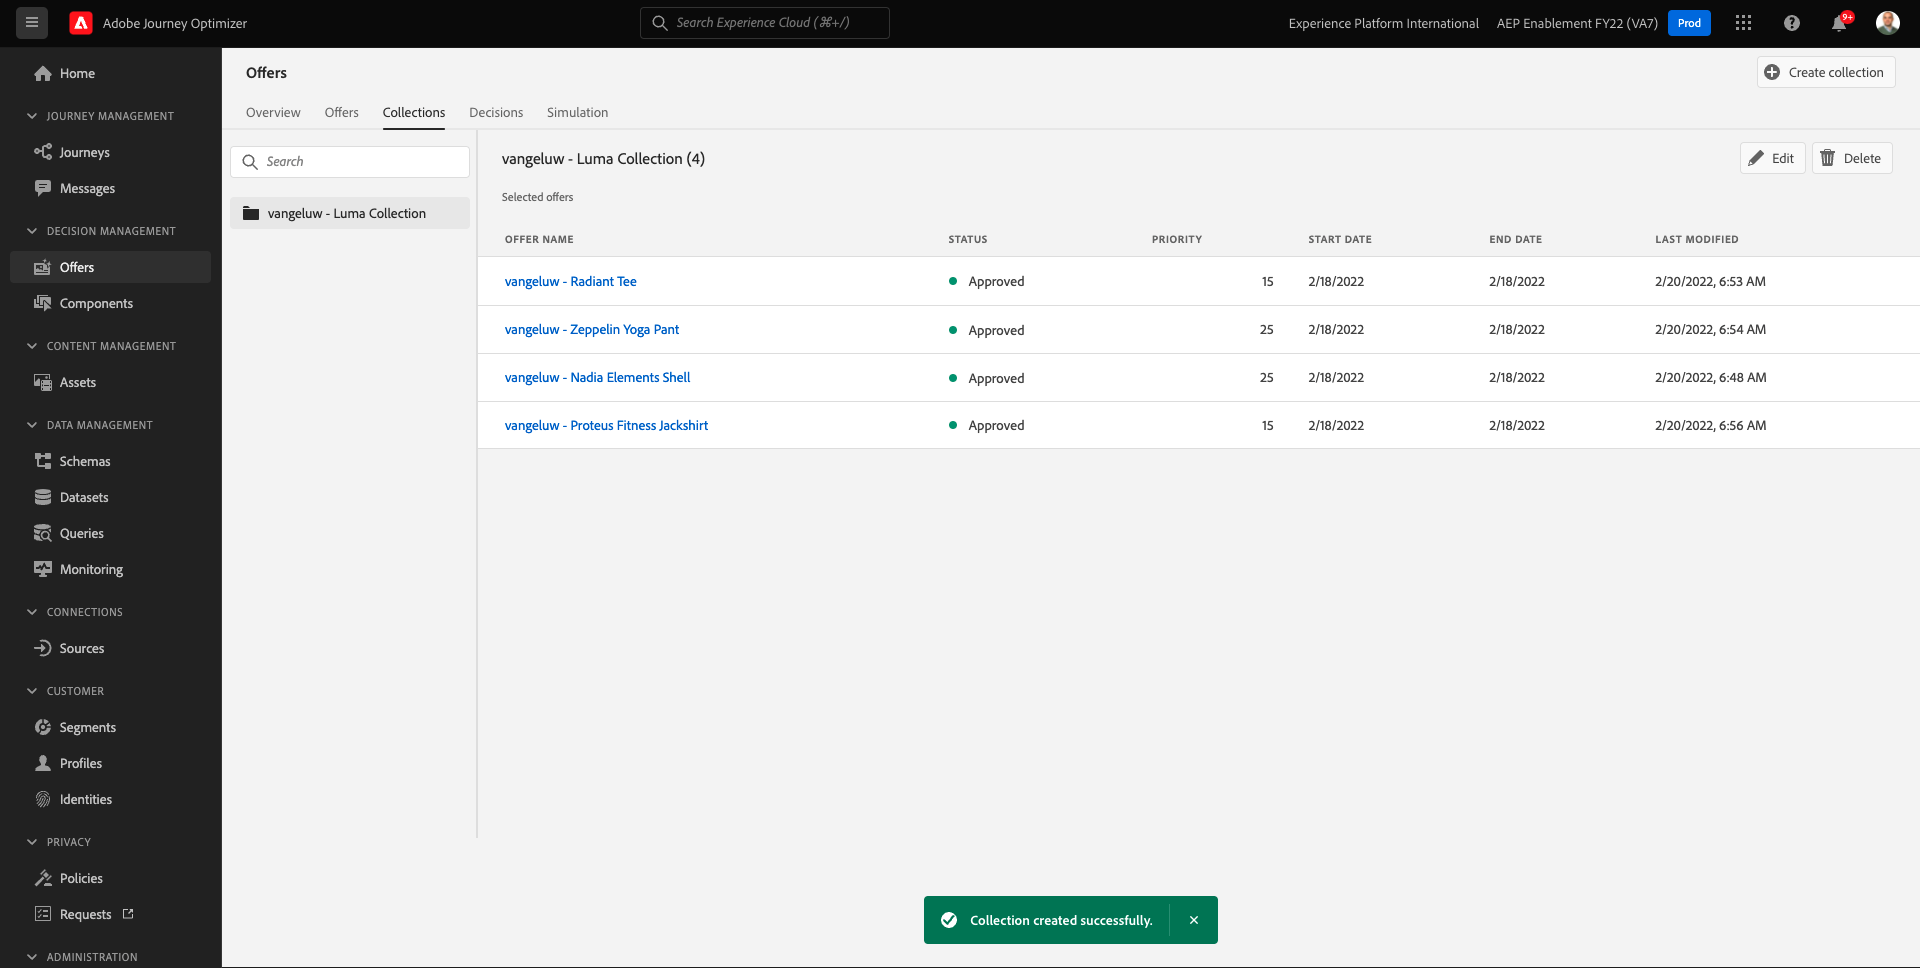 Adobe Journey Optimizer
Search Experience Cloud (⌘+/)
Experience Platform International
AEP Enablement FY22 (VA7)
Prod
9+
Home
JOURNEY MANAGEMENT
Journeys
Messages
DECISION MANAGEMENT
Offers
Components
CONTENT MANAGEMENT
Assets
DATA MANAGEMENT
Schemas
Datasets
Queries
Monitoring
CONNECTIONS
Sources
CUSTOMER
Segments
Profiles
Identities
PRIVACY
Policies
Requests
ADMINISTRATION
Offers
Create collection
Overview Offers Collections Decisions Simulation
Search
vangeluw - Luma Collection
vangeluw - Luma Collection (4)
Edit
Delete
Selected offers
OFFER NAME STATUS PRIORITY START DATE END DATE LAST MODIFIED
vangeluw - Radiant Tee Approved 15 2/18/2022 2/18/2022 2/20/2022, 6:53 AM
vangeluw - Zeppelin Yoga Pant Approved 25 2/18/2022 2/18/2022 2/20/2022, 6:54 AM
vangeluw - Nadia Elements Shell Approved 25 2/18/2022 2/18/2022 2/20/2022, 6:48 AM
vangeluw - Proteus Fitness Jackshirt Approved 15 2/18/2022 2/18/2022 2/20/2022, 6:56 AM
Collection created successfully.